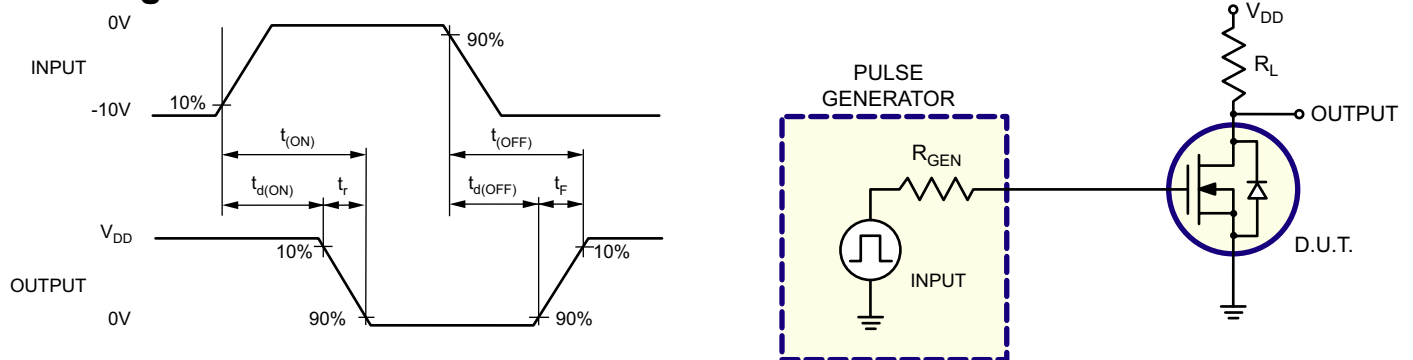 0V
INPUT
-10V
10%
90%
t(ON)
t(OFF)
td(ON)
tr
td(OFF)
tF
VDD
OUTPUT
0V
10%
90%
10%
90%
PULSE
GENERATOR
RGEN
INPUT
VDD
RL
OUTPUT
D.U.T.